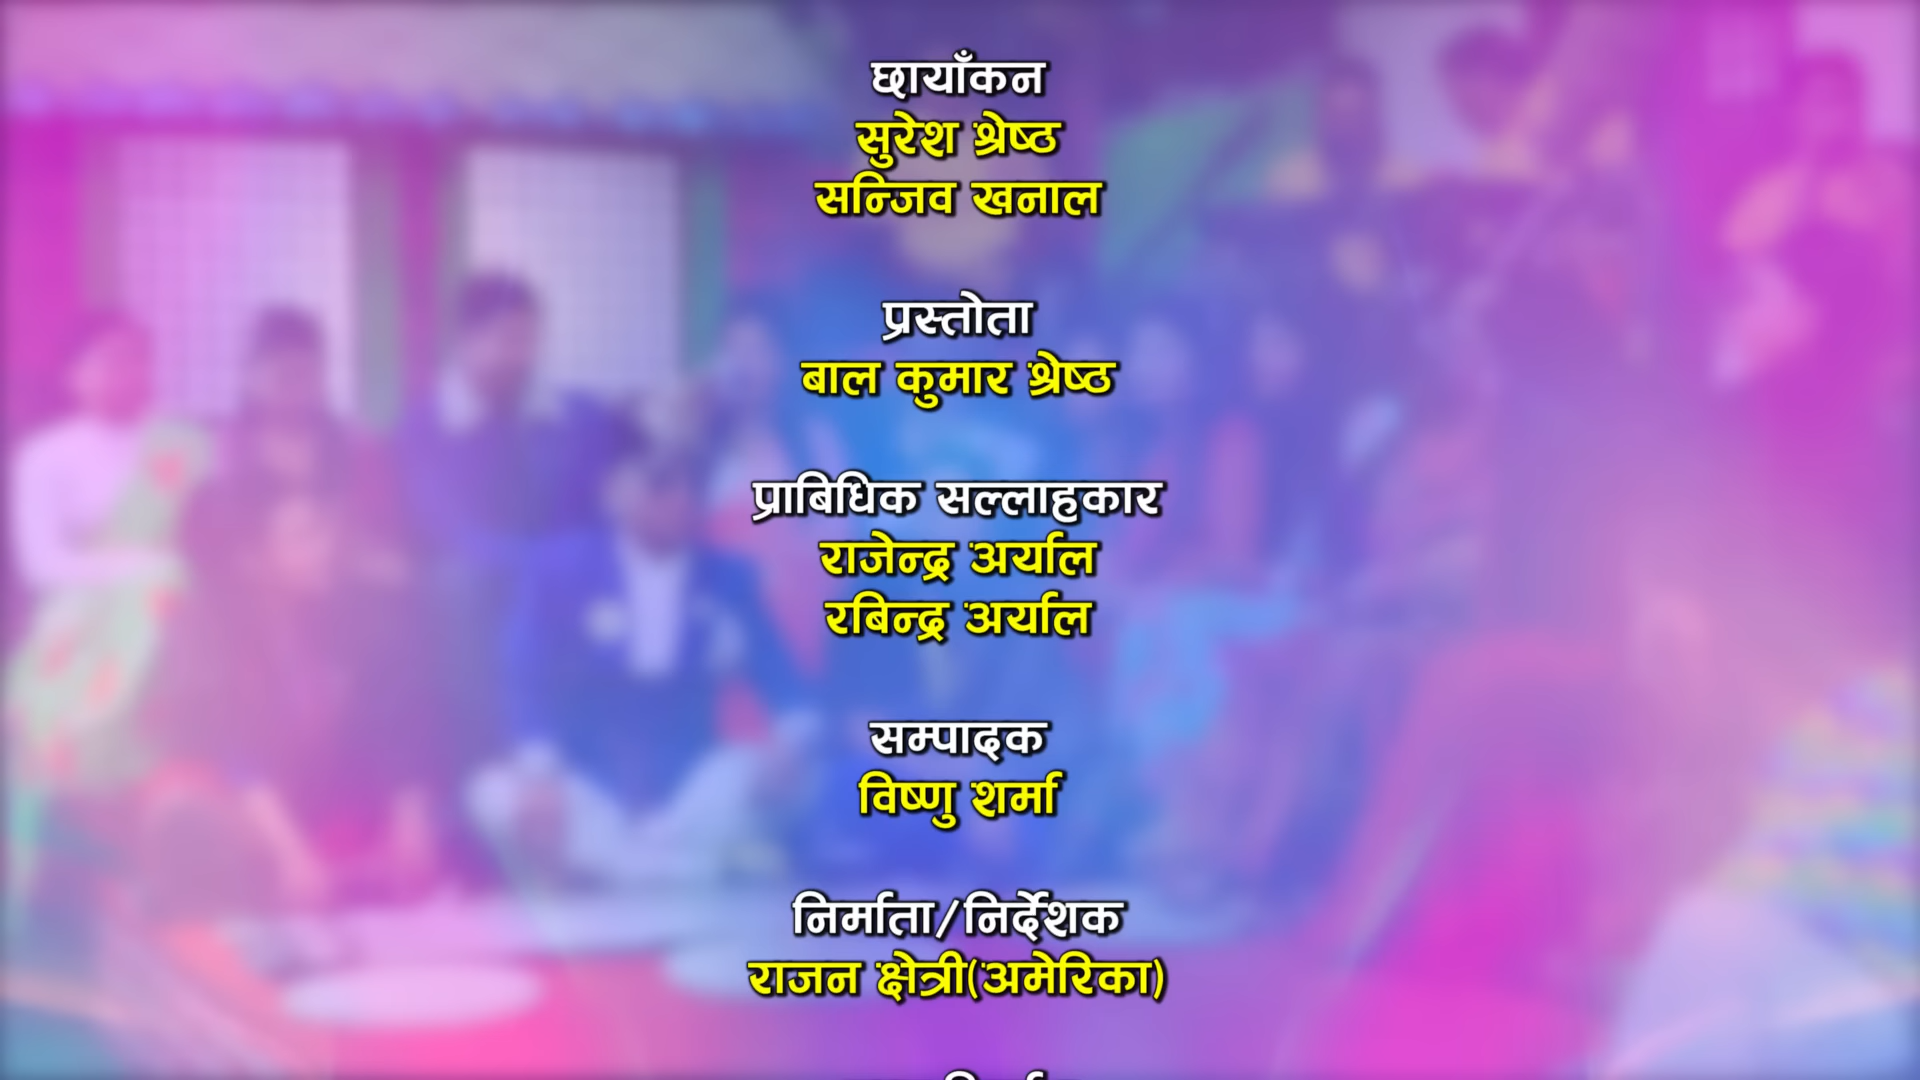 छायाँकन
सुरेश श्रेष्ठ
सन्जिव खनाल
प्रस्तोता
बाल कुमार श्रेष्ठ
प्राबिधिक सल्लाहकार
राजेन्द्र अर्याल
रबिन्द्र अर्याल
सम्पादक
विष्णु शर्मा
निर्माता/निर्देशक
राजन क्षेत्री(अमेरिका)